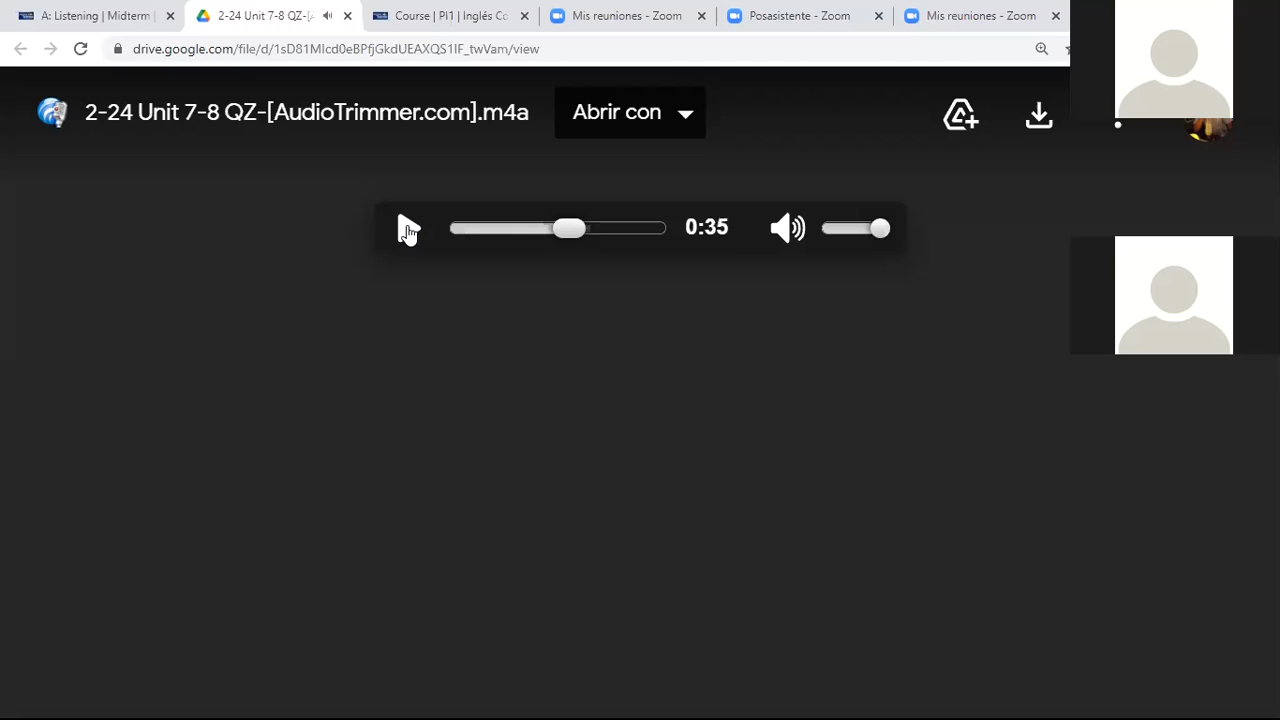 A: Listening | Midterm |
2-24 Unit 7-8 QZ-[
Course | PI1 | Inglés Co
Mis reuniones - Zoom
Posasistente - Zoom
Mis reuniones - Zoom
drive.google.com/file/d/1sD81MIcd0eBPfjGkdUEAXQS1IF_twVam/view
2-24 Unit 7-8 QZ-[AudioTrimmer.com].m4a
Abrir con
0:35